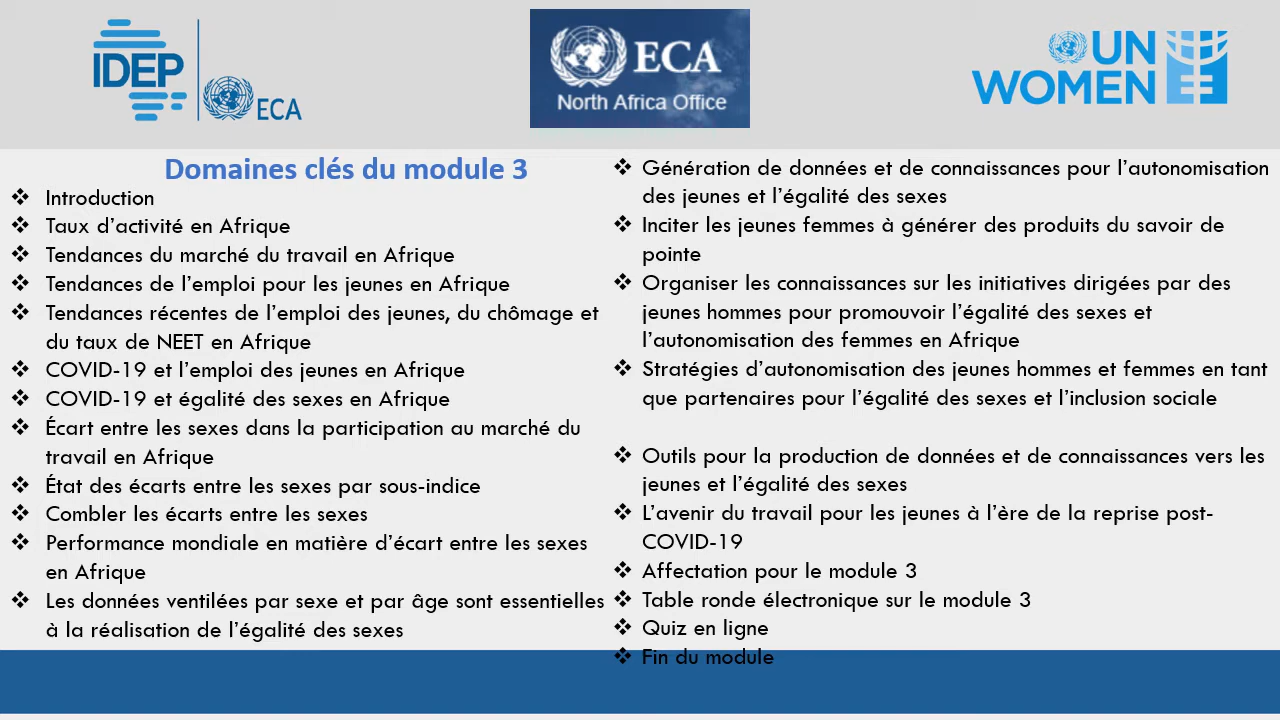 IDEP
ECA
ECA
North Africa Office
UN
WOMEN
Domaines clés du module 3
❖ Introduction
❖ Taux d’activité en Afrique
❖ Tendances du marché du travail en Afrique
❖ Tendances de l’emploi pour les jeunes en Afrique
❖ Tendances récentes de l’emploi des jeunes, du chômage et
du taux de NEET en Afrique
❖ COVID-19 et l’emploi des jeunes en Afrique
❖ COVID-19 et égalité des sexes en Afrique
❖ Écart entre les sexes dans la participation au marché du
travail en Afrique
❖ État des écarts entre les sexes par sous-indice
❖ Combler les écarts entre les sexes
❖ Performance mondiale en matière d’écart entre les sexes
en Afrique
❖ Les données ventilées par sexe et par âge sont essentielles
à la réalisation de l’égalité des sexes
❖ Génération de données et de connaissances pour l’autonomisation
des jeunes et l’égalité des sexes
❖ Inciter les jeunes femmes à générer des produits du savoir de
pointe
❖ Organiser les connaissances sur les initiatives dirigées par des
jeunes hommes pour promouvoir l’égalité des sexes et
l’autonomisation des femmes en Afrique
❖ Stratégies d’autonomisation des jeunes hommes et femmes en tant
que partenaires pour l’égalité des sexes et l’inclusion sociale
❖ Outils pour la production de données et de connaissances vers les
jeunes et l’égalité des sexes
❖ L’avenir du travail pour les jeunes à l’ère de la reprise post-
COVID-19
❖ Affectation pour le module 3
❖ Table ronde électronique sur le module 3
❖ Quiz en ligne
❖ Fin du module